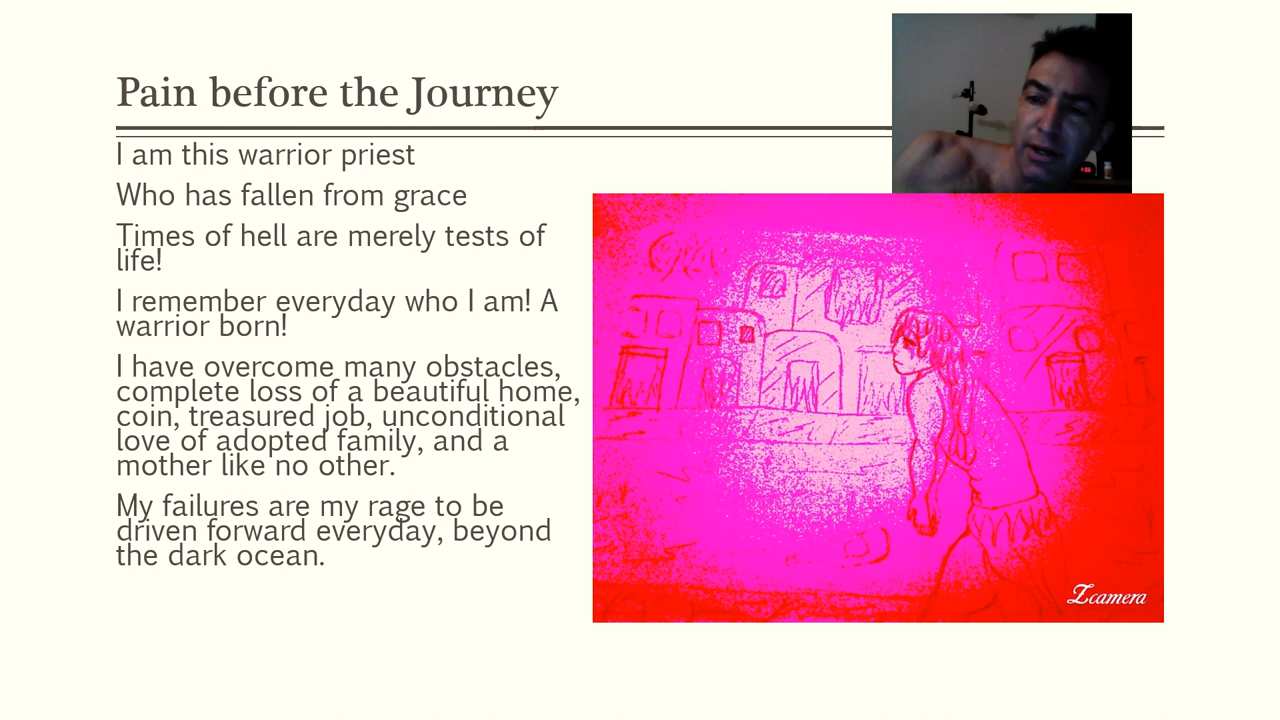 Pain before the Journey
I am this warrior priest
Who has fallen from grace
Times of hell are merely tests of
life!
I remember everyday who I am! A
warrior born!
I have overcome many obstacles,
complete loss of a beautiful home,
coin, treasured job, unconditional
love of adopted family, and a
mother like no other.
My failures are my rage to be
driven forward everyday, beyond
the dark ocean.
Zcamera